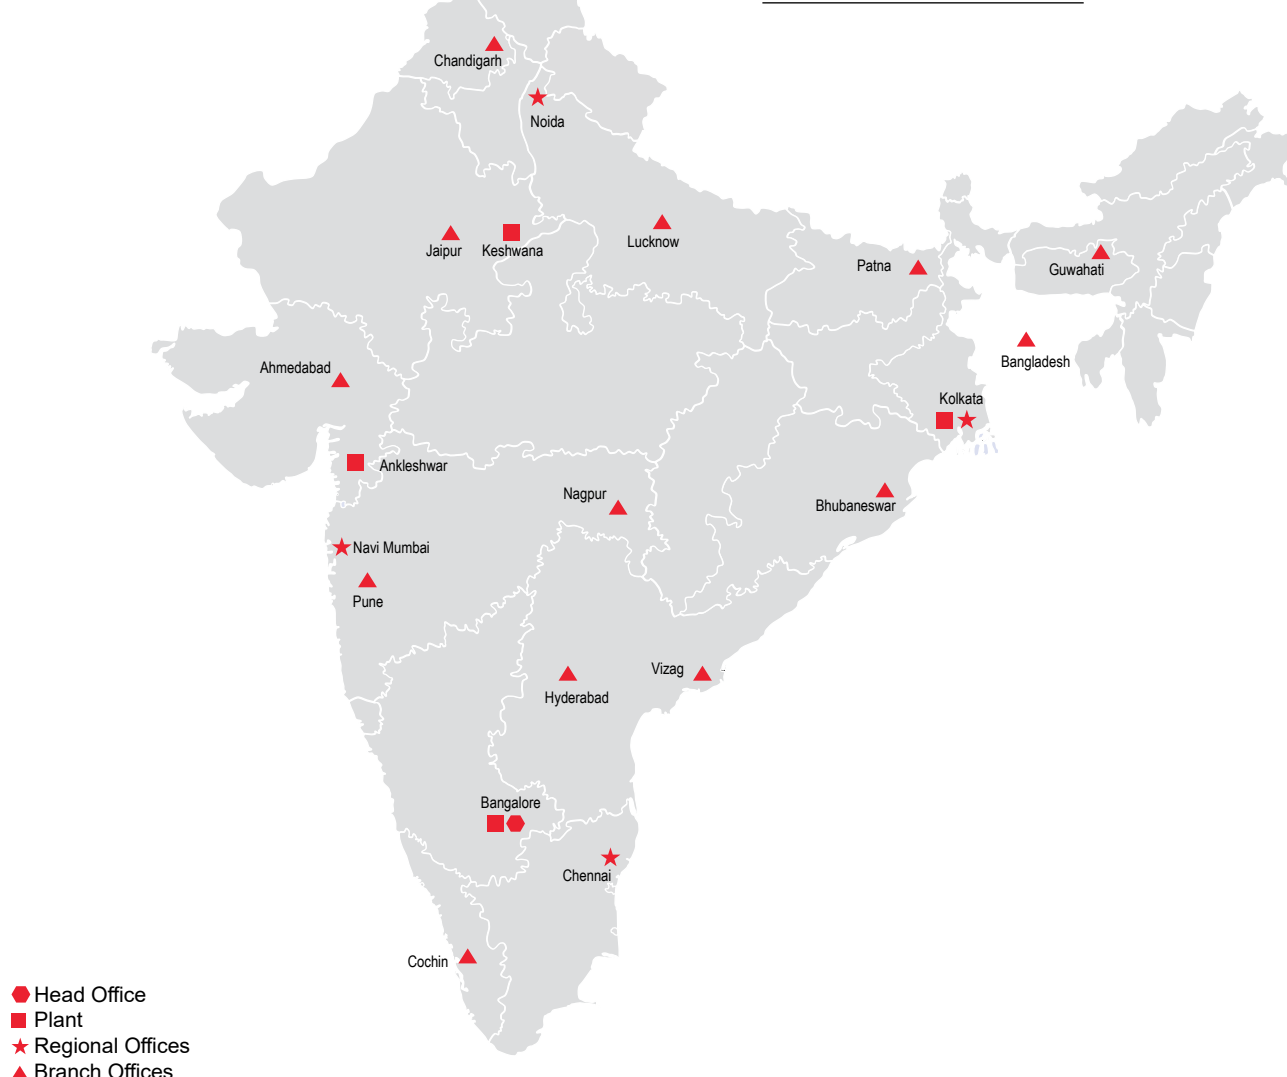 Chandigarh
Noida
Jaipur
Keshwana
Lucknow
Patna
Guwahati
Bangladesh
Ahmedabad
Kolkata
Ankleshwar
Nagpur
Bhubaneswar
Navi Mumbai
Pune
Vizag
Hyderabad
Bangalore
Chennai
Cochin
Head Office
Plant
Regional Offices
Branch Offices